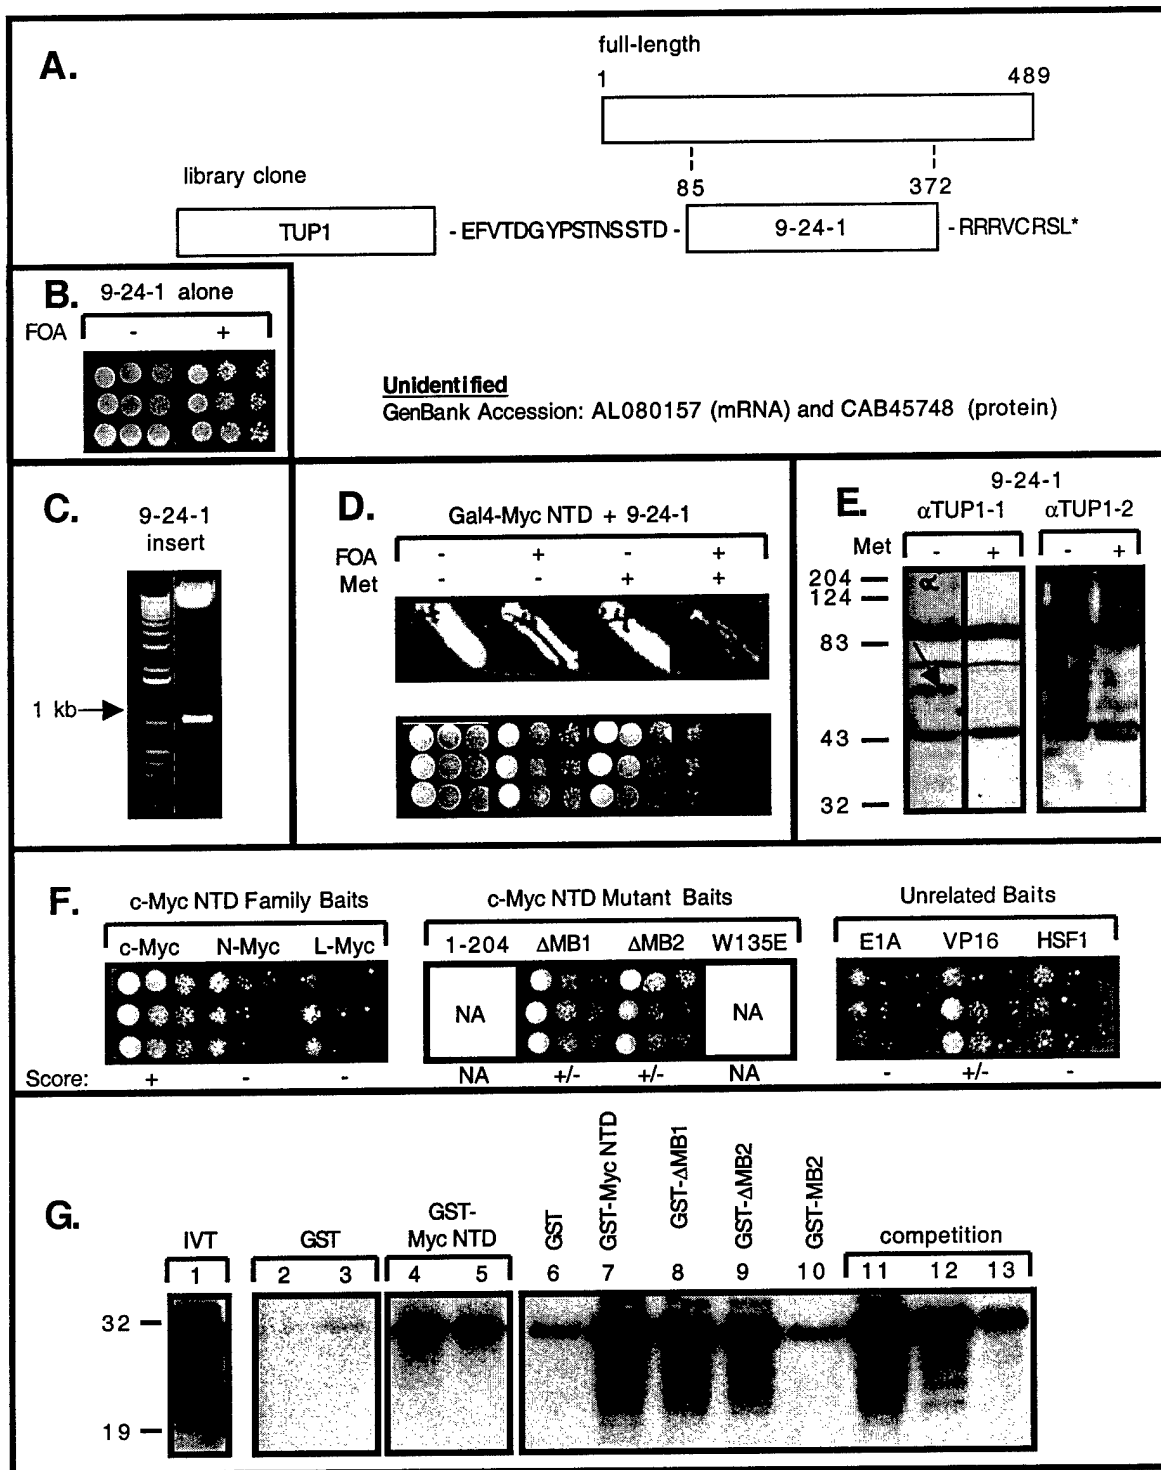 A.
full-length
1 489
library clone
85 372
TUP1 - EFVTDGYPSTNSSTD - 9-24-1 - RRRVCRSL*
B.
9-24-1 alone
FOA - +
Unidentified
GenBank Accession: AL080157 (mRNA) and CAB45748 (protein)
C.
9-24-1
insert
1 kb
D.
Gal4-Myc NTD + 9-24-1
FOA - + - +
Met - - + +
E.
9-24-1
αTUP1-1 αTUP1-2
Met - + - +
204
124
83
43
32
F.
c-Myc NTD Family Baits c-Myc NTD Mutant Baits Unrelated Baits
c-Myc N-Myc L-Myc 1-204 ΔMB1 ΔMB2 W135E E1A VP16 HSF1
NA NA
Score: + - - NA +/- +/- NA - +/- -
G.
IVT GST GST-
Myc NTD GST GST-Myc NTD GST-ΔMB1 GST-ΔMB2 GST-MB2 competition
1 2 3 4 5 6 7 8 9 10 11 12 13
32
19